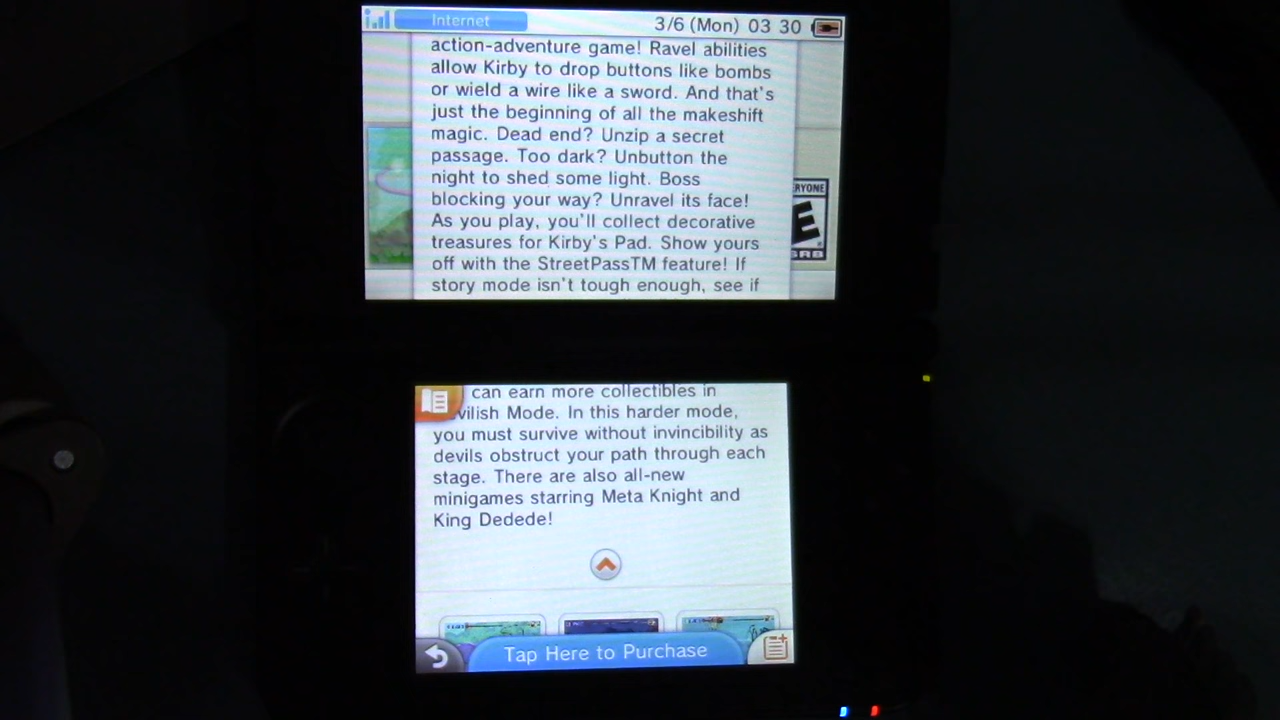 Internet
3/6 (Mon) 03 30
action-adventure game! Ravel abilities
allow Kirby to drop buttons like bombs
or wield a wire like a sword. And that's
just the beginning of all the makeshift
magic. Dead end? Unzip a secret
passage. Too dark? Unbutton the
night to shed some light. Boss
blocking your way? Unravel its face!
As you play, you'll collect decorative
treasures for Kirby's Pad. Show yours
off with the StreetPassTM feature! If
story mode isn't tough enough, see if
ERYONE
E
SRB
can earn more collectibles in
vilish Mode. In this harder mode,
you must survive without invincibility as
devils obstruct your path through each
stage. There are also all-new
minigames starring Meta Knight and
King Dedede!
Tap Here to Purchase